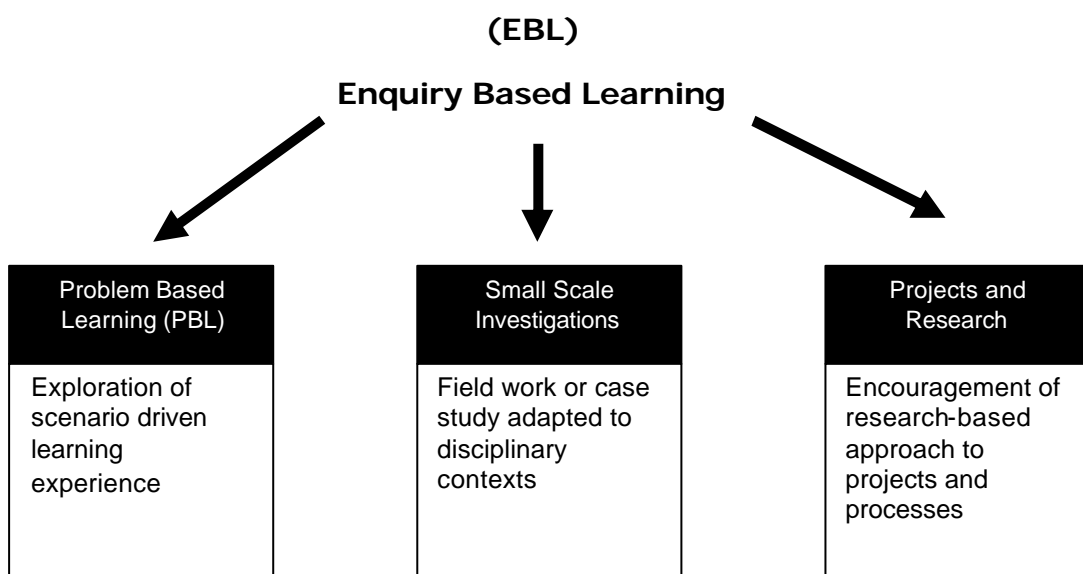 (EBL)
Enquiry Based Learning
Problem Based
Learning (PBL)
Exploration of
scenario driven
learning
experience
Small Scale
Investigations
Field work or case
study adapted to
disciplinary
contexts
Projects and
Research
Encouragement of
research-based
approach to
projects and
processes